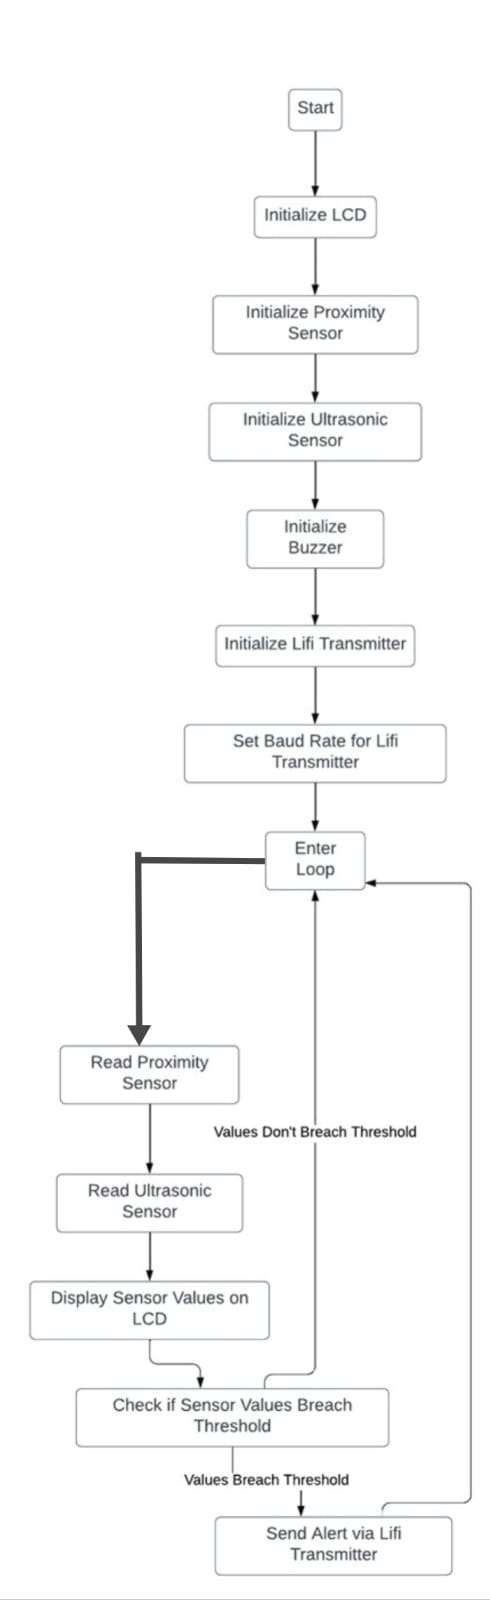 Start
Initialize LCD
Initialize Proximity
Sensor
Initialize Ultrasonic
Sensor
Initialize
Buzzer
Initialize Lifi Transmitter
Set Baud Rate for Lifi
Transmitter
Enter
Loop
Read Proximity
Sensor
Values Don't Breach Threshold
Read Ultrasonic
Sensor
Display Sensor Values on
LCD
Check if Sensor Values Breach
Threshold
Values Breach Threshold
Send Alert via Lifi
Transmitter